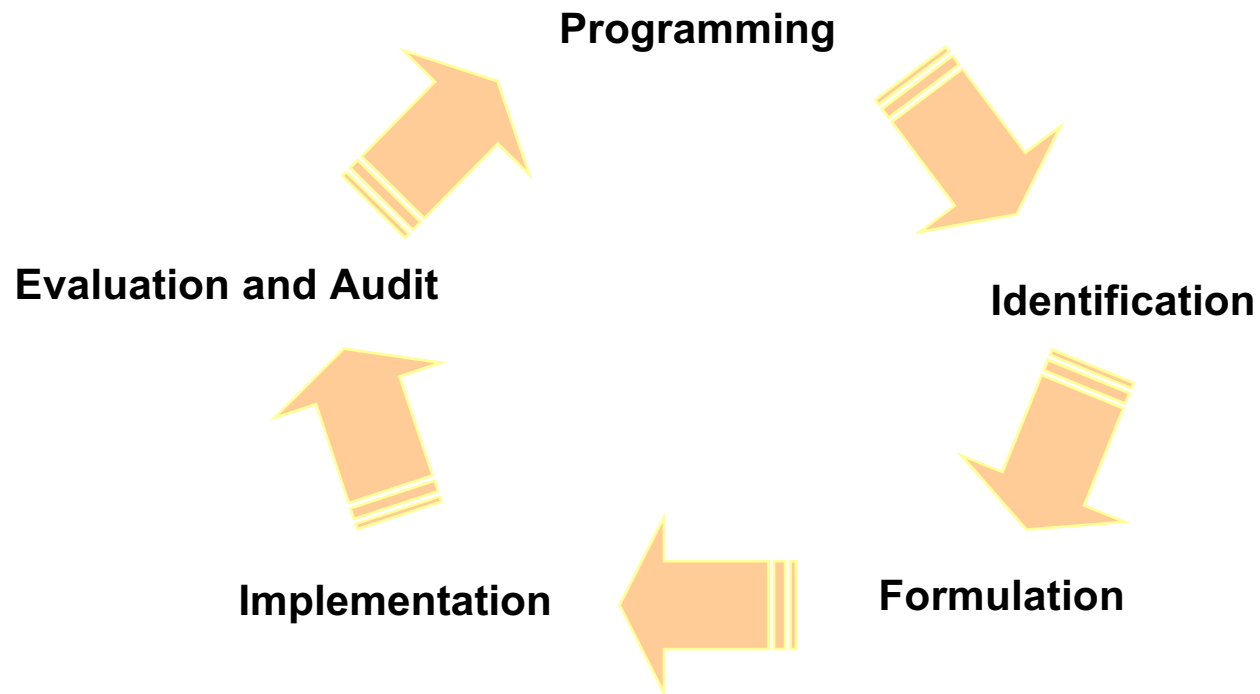 Programming
Identification
Formulation
Implementation
Evaluation and Audit